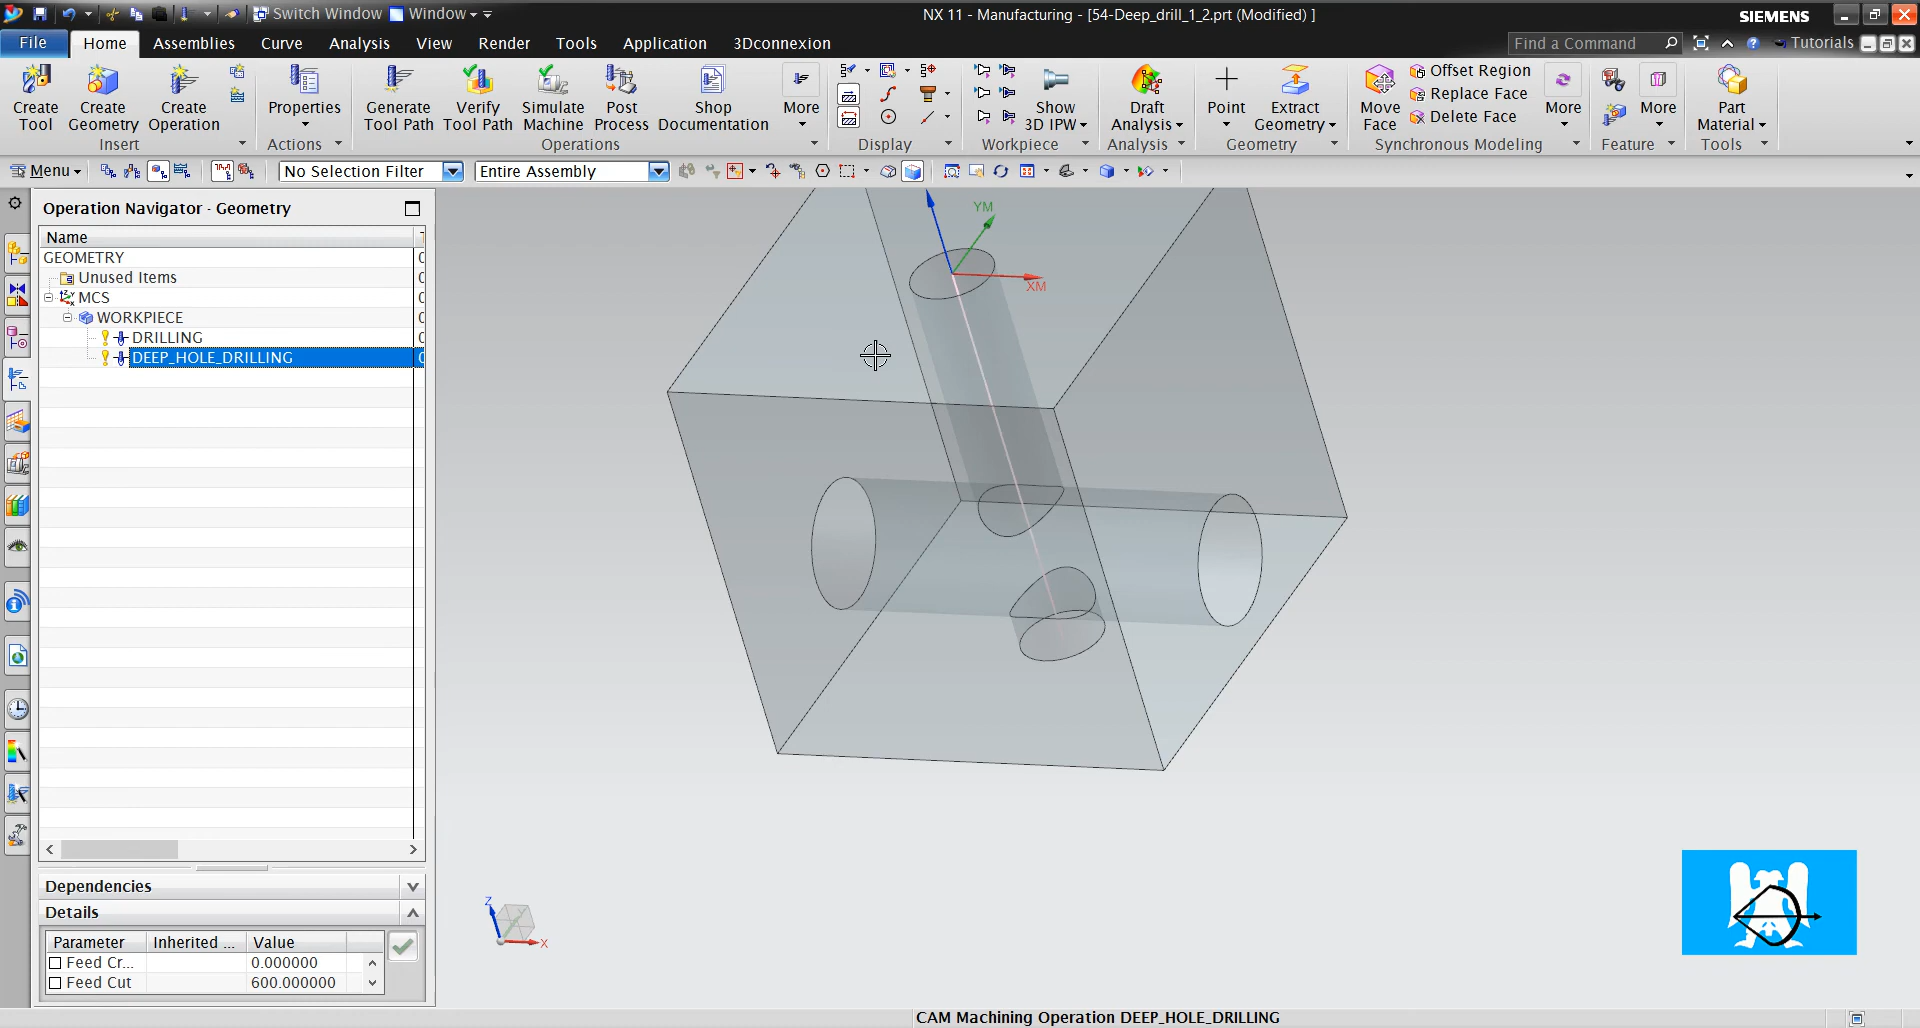 Switch Window Window NX 11 - Manufacturing - [54-Deep_drill_1_2.prt (Modified) ] SIEMENS
File Home Assemblies Curve Analysis View Render Tools Application 3Dconnexion Find a Command Tutorials
Create Tool
Create Geometry
Create Operation
Insert
Properties
Actions
Generate Tool Path
Verify Tool Path
Simulate Machine
Post Process
Shop Documentation
More
Operations
Display
Show 3D IPW
Workpiece
Draft Analysis
Analysis
Point
Extract Geometry
Geometry
Move Face
Offset Region
Replace Face
Delete Face
More
Synchronous Modeling
More
Feature
Part Material
Tools
Menu No Selection Filter Entire Assembly
Operation Navigator - Geometry
Name
GEOMETRY
Unused Items
MCS
WORKPIECE
DRILLING
DEEP_HOLE_DRILLING
YM
XM
Z
X
Dependencies
Details
Parameter Inherited ... Value
Feed Cr... 0.000000
Feed Cut 600.000000
CAM Machining Operation DEEP_HOLE_DRILLING